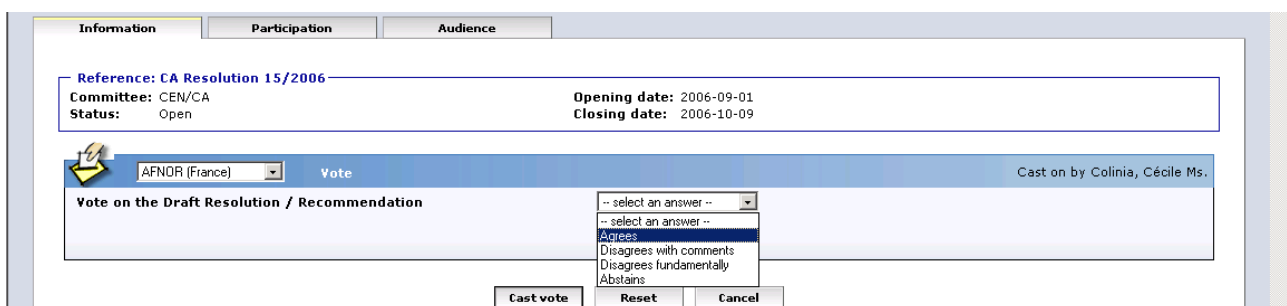 Information Participation Audience
Reference: CA Resolution 15/2006
Committee: CEN/CA Opening date: 2006-09-01
Status: Open Closing date: 2006-10-09
AFNOR (France) Vote Cast on by Colinia, Cécile Ms.
Vote on the Draft Resolution / Recommendation -- select an answer --
-- select an answer --
Agrees
Disagrees with comments
Disagrees fundamentally
Abstains
Cast vote Reset Cancel